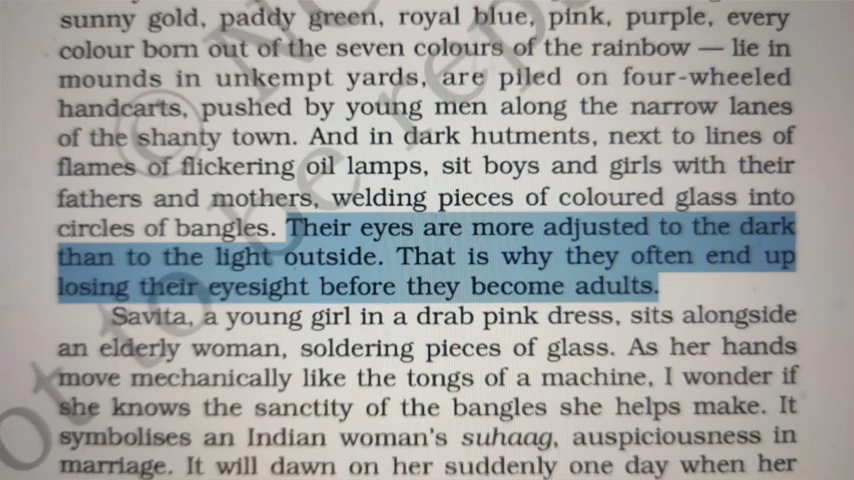 sunny gold, paddy green, royal blue, pink, purple, every
colour born out of the seven colours of the rainbow — lie in
mounds in unkempt yards, are piled on four-wheeled
handcarts, pushed by young men along the narrow lanes
of the shanty town. And in dark hutments, next to lines of
flames of flickering oil lamps, sit boys and girls with their
fathers and mothers, welding pieces of coloured glass into
circles of bangles. Their eyes are more adjusted to the dark
than to the light outside. That is why they often end up
losing their eyesight before they become adults.
Savita, a young girl in a drab pink dress, sits alongside
an elderly woman, soldering pieces of glass. As her hands
move mechanically like the tongs of a machine, I wonder if
she knows the sanctity of the bangles she helps make. It
symbolises an Indian woman's suhaag, auspiciousness in
marriage. It will dawn on her suddenly one day when her